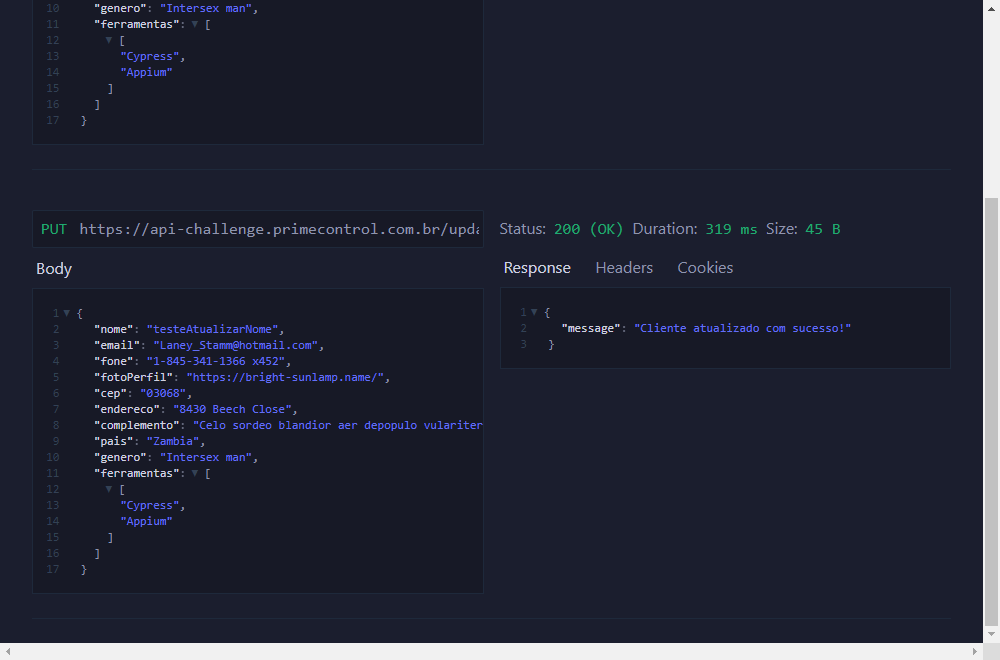 10 "genero": "Intersex man",
11 "ferramentas": ▼ [
12 ▼ [
13 "Cypress",
14 "Appium"
15 ]
16 ]
17 }
PUT https://api-challenge.primecontrol.com.br/upda
Status: 200 (OK) Duration: 319 ms Size: 45 B
Body
Response Headers Cookies
1 ▼ {
2 "nome": "testeAtualizarNome",
3 "email": "Laney_Stamm@hotmail.com",
4 "fone": "1-845-341-1366 x452",
5 "fotoPerfil": "https://bright-sunlamp.name/",
6 "cep": "03068",
7 "endereco": "8430 Beech Close",
8 "complemento": "Celo sordeo blandior aer depopulo vulariter
9 "pais": "Zambia",
10 "genero": "Intersex man",
11 "ferramentas": ▼ [
12 ▼ [
13 "Cypress",
14 "Appium"
15 ]
16 ]
17 }
1 ▼ {
2 "message": "Cliente atualizado com sucesso!"
3 }